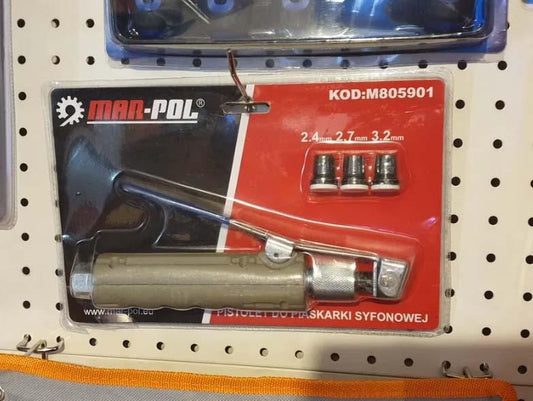 MAR-POL®
KOD:M805901
2.4mm 2.7mm 3.2mm
www.mar-pol.eu
PISTOLET DO PIASKARKI SYFONOWEJ